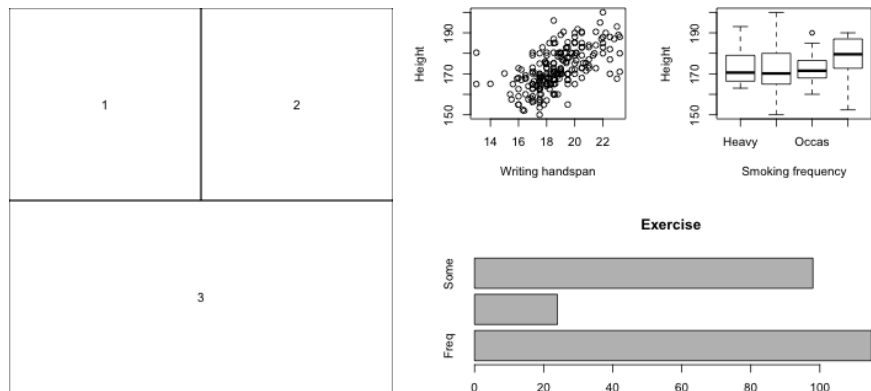 1
2
3
Height
150 170 190
14 16 18 20 22
Writing handspan
Height
150 170 190
Heavy Occas
Smoking frequency
Exercise
Some
Freq
0 20 40 60 80 100